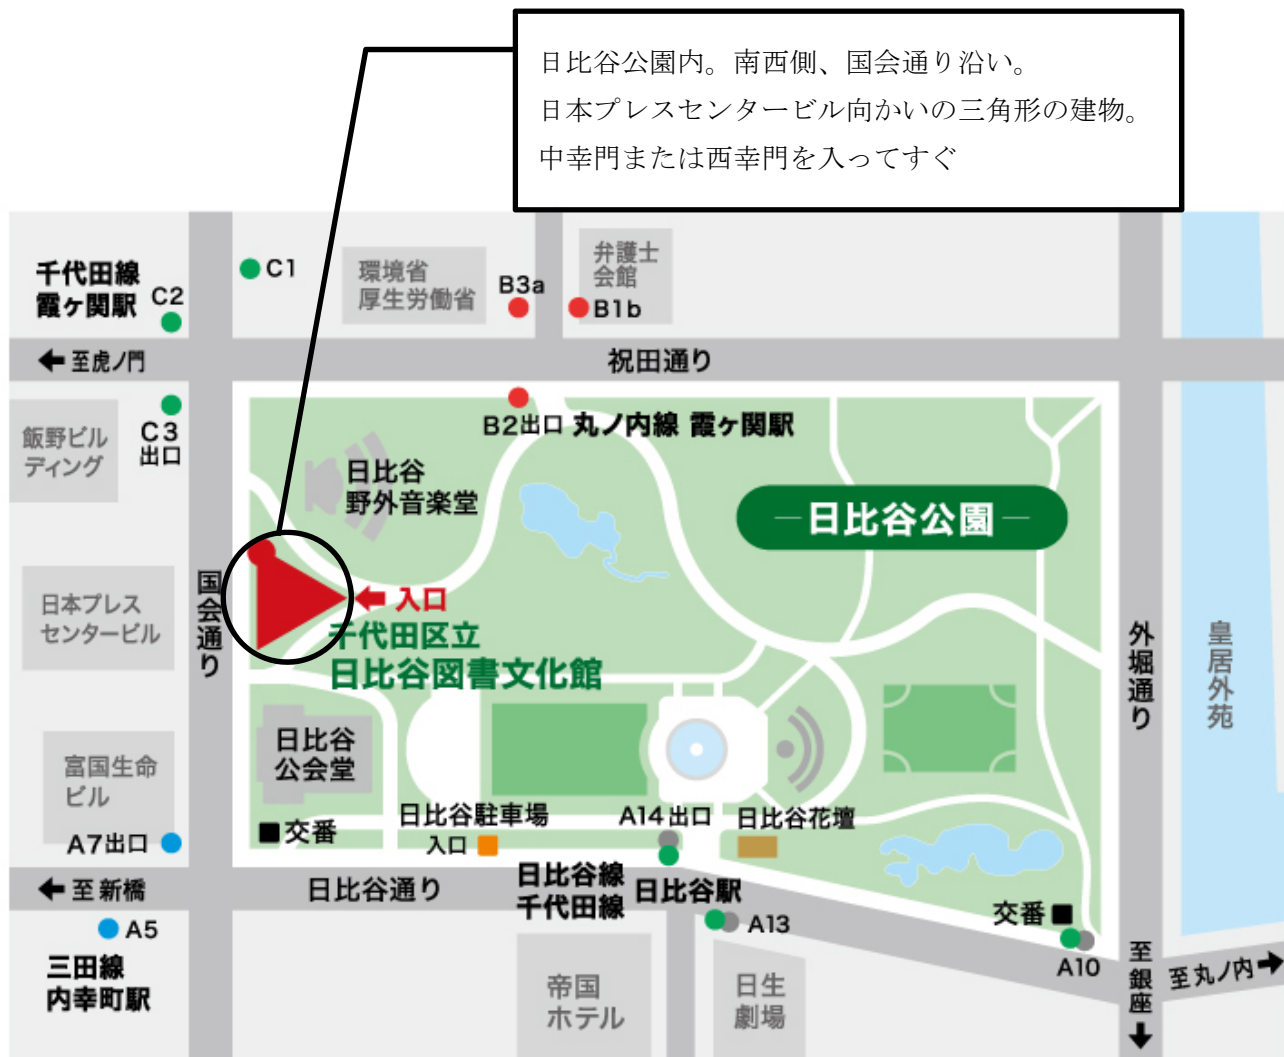 日比谷公園内。南西側、国会通り沿い。
日本プレスセンタービル向かいの三角形の建物。
中幸門または西幸門を入ってすぐ
千代田線
霞ヶ関駅
C2
C1
環境省
厚生労働省
B3a
弁護士
会館
B1b
至虎ノ門
祝田通り
飯野ビル
ディング
C3
出口
B2出口 丸ノ内線 霞ヶ関駅
日比谷
野外音楽堂
日比谷公園
日本プレス
センタービル
国会通り
入口
千代田区立
日比谷図書文化館
外堀通り
皇居外苑
富国生命
ビル
日比谷
公会堂
A7出口
交番
日比谷駐車場
入口
A14出口
日比谷花壇
至新橋
日比谷通り
日比谷線
千代田線
日比谷駅
交番
A5
A13
A10
三田線
内幸町駅
帝国
ホテル
日生
劇場
至銀座
至丸ノ内